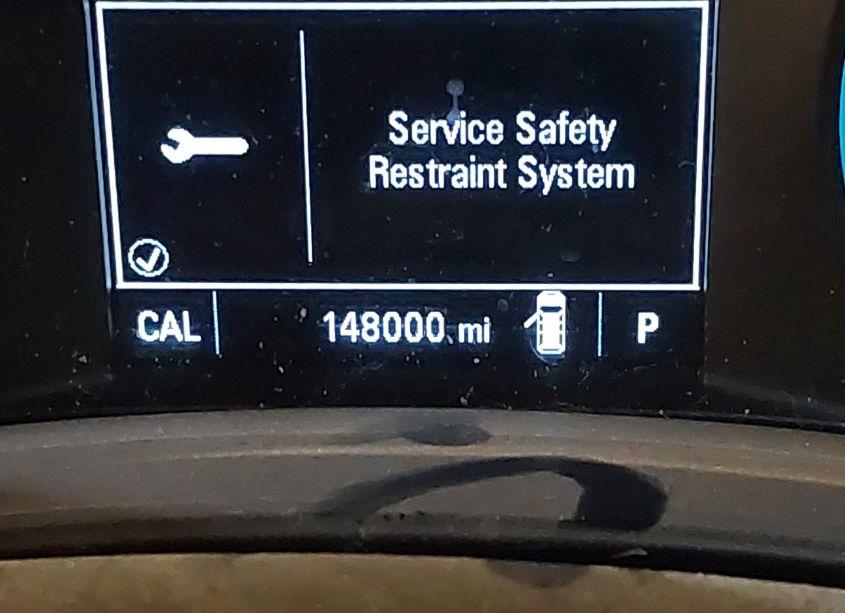 Service Safety
Restraint System
CAL 148000 mi P